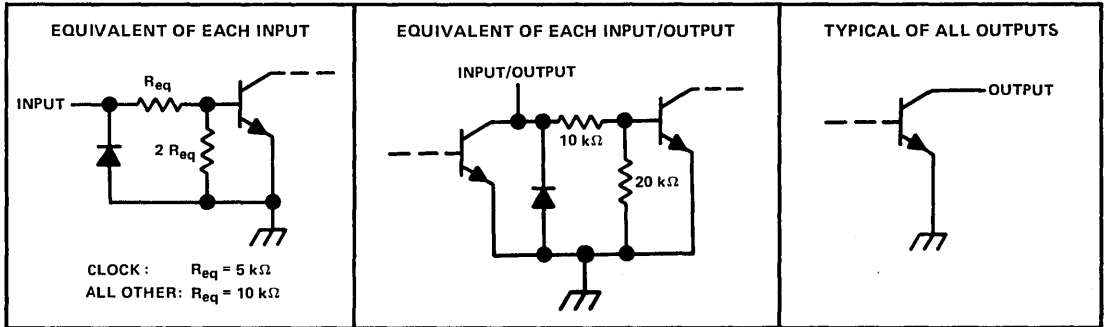 EQUIVALENT OF EACH INPUT
INPUT
Req
2 Req
CLOCK: Req = 5 kΩ
ALL OTHER: Req = 10 kΩ
EQUIVALENT OF EACH INPUT/OUTPUT
INPUT/OUTPUT
10 kΩ
20 kΩ
TYPICAL OF ALL OUTPUTS
OUTPUT